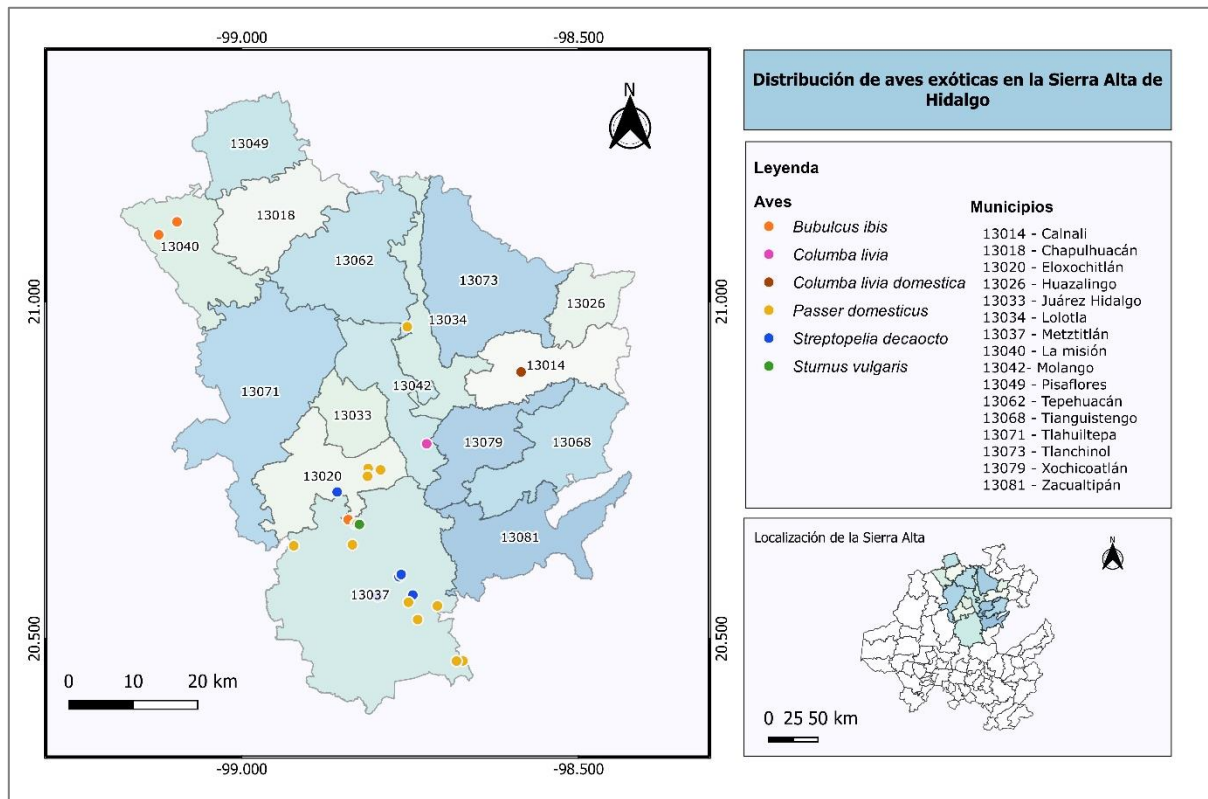 -99.000
-98.500
N
13049
13018
13040
13062
13073
13026
21.000
21.000
13034
13014
13042
13071
13033
13079
13068
13020
13081
13037
20.500
20.500
0 10 20 km
-99.000
-98.500
Distribución de aves exóticas en la Sierra Alta de
Hidalgo
Leyenda
Aves
Bubulcus ibis
Columba livia
Columba livia domestica
Passer domesticus
Streptopelia decaocto
Sturnus vulgaris
Municipios
13014 - Calnali
13018 - Chapulhuacán
13020 - Eloxochitlán
13026 - Huazalingo
13033 - Juárez Hidalgo
13034 - Lolotla
13037 - Metztitlán
13040 - La misión
13042- Molango
13049 - Pisaflores
13062 - Tepehuacán
13068 - Tianguistengo
13071 - Tlahuiltepa
13073 - Tlanchinol
13079 - Xochicoatlán
13081 - Zacualtipán
Localización de la Sierra Alta
N
0 25 50 km